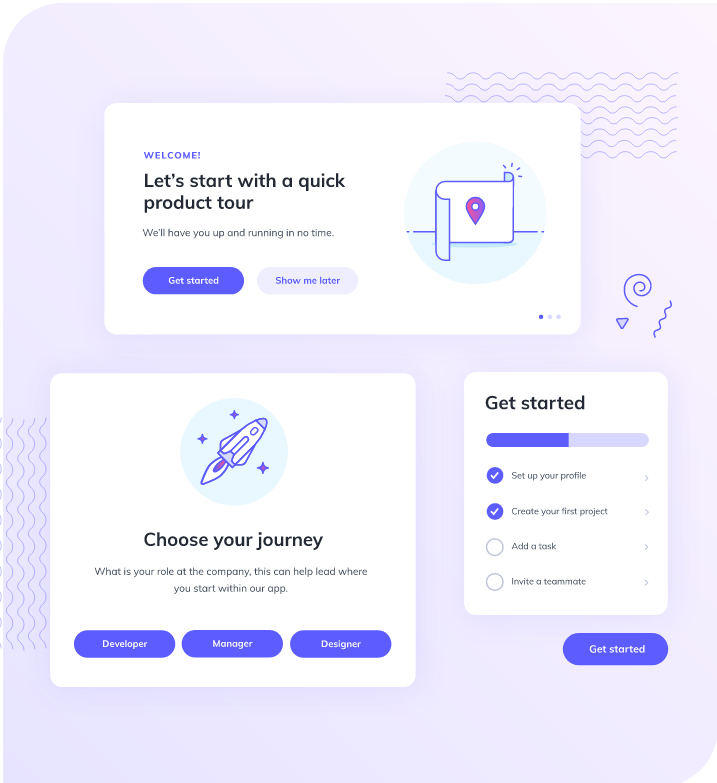 WELCOME!
Let's start with a quick
product tour
We'll have you up and running in no time.
Get started
Show me later
Choose your journey
What is your role at the company, this can help lead where
you start within our app.
Developer
Manager
Designer
Get started
Set up your profile
Create your first project
Add a task
Invite a teammate
Get started